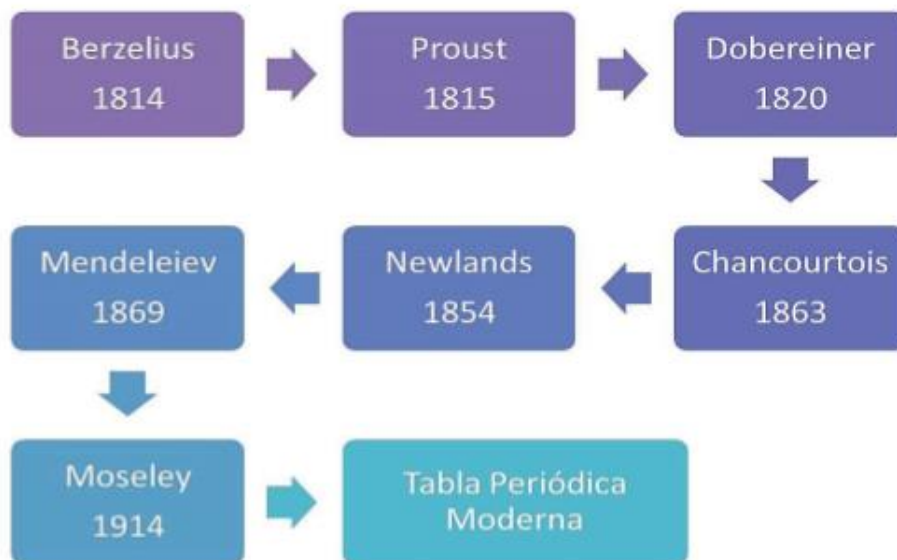 Berzelius
1814
Proust
1815
Dobereiner
1820
Chancourtois
1863
Newlands
1854
Mendeleiev
1869
Moseley
1914
Tabla Periódica
Moderna